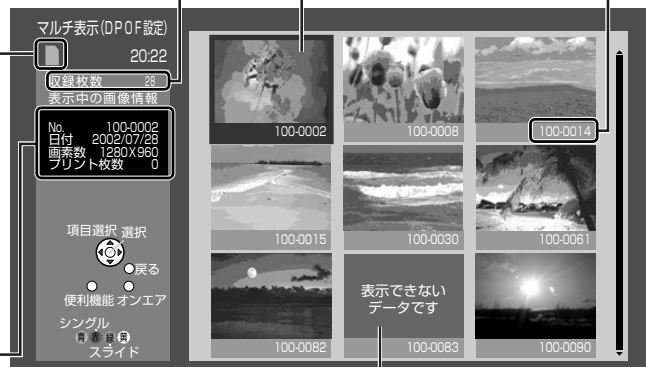 マルチ表示(DPOF設定)
20:22
収録枚数 28
表示中の画像情報
No. 100-0002
日付 2002/07/28
画素数 1280X960
プリント枚数 0
項目選択 選択
戻る
便利機能 オンエア
シングル
青 赤 緑 黄
スライド
100-0002
100-0008
100-0014
100-0015
100-0030
100-0061
100-0082
表示できない
データです
100-0083
100-0090